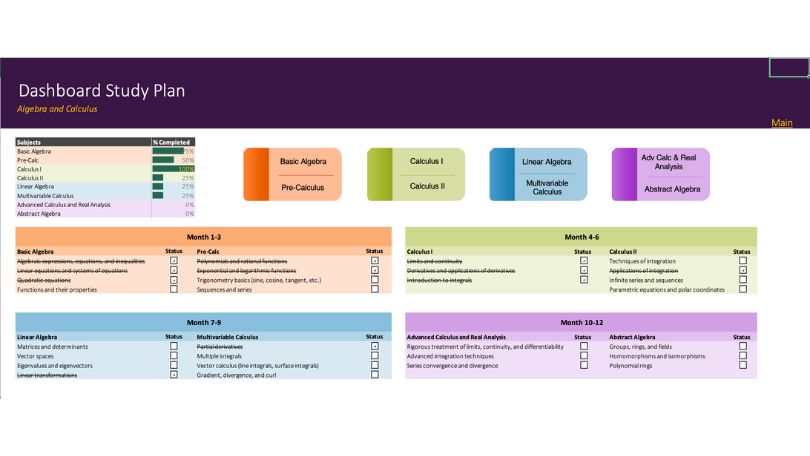 Dashboard Study Plan
Algebra and Calculus
Main
Subjects % Completed
Basic Algebra 75%
Pre-Calc 50%
Calculus I 100%
Calculus II 25%
Linear Algebra 25%
Multivariable Calculus 25%
Advanced Calculus and Real Analysis 0%
Abstract Algebra 0%
Basic Algebra
Pre-Calculus
Calculus I
Calculus II
Linear Algebra
Multivariable
Calculus
Adv Calc & Real
Analysis
Abstract Algebra
Month 1-3
Basic Algebra Status Pre-Calc Status
Algebraic expressions, equations, and inequalities Polynomials and rational functions
Linear equations and systems of equations Exponential and logarithmic functions
Quadratic equations Trigonometry basics (sine, cosine, tangent, etc.)
Functions and their properties Sequences and series
Month 4-6
Calculus I Status Calculus II Status
Limits and continuity Techniques of integration
Derivatives and applications of derivatives Applications of integration
Introduction to integrals Infinite series and sequences
Parametric equations and polar coordinates
Month 7-9
Linear Algebra Status Multivariable Calculus Status
Matrices and determinants Partial derivatives
Vector spaces Multiple integrals
Eigenvalues and eigenvectors Vector calculus (line integrals, surface integrals)
Linear transformations Gradient, divergence, and curl
Month 10-12
Advanced Calculus and Real Analysis Status Abstract Algebra Status
Rigorous treatment of limits, continuity, and differentiability Groups, rings, and fields
Advanced integration techniques Homomorphisms and isomorphisms
Series convergence and divergence Polynomial rings